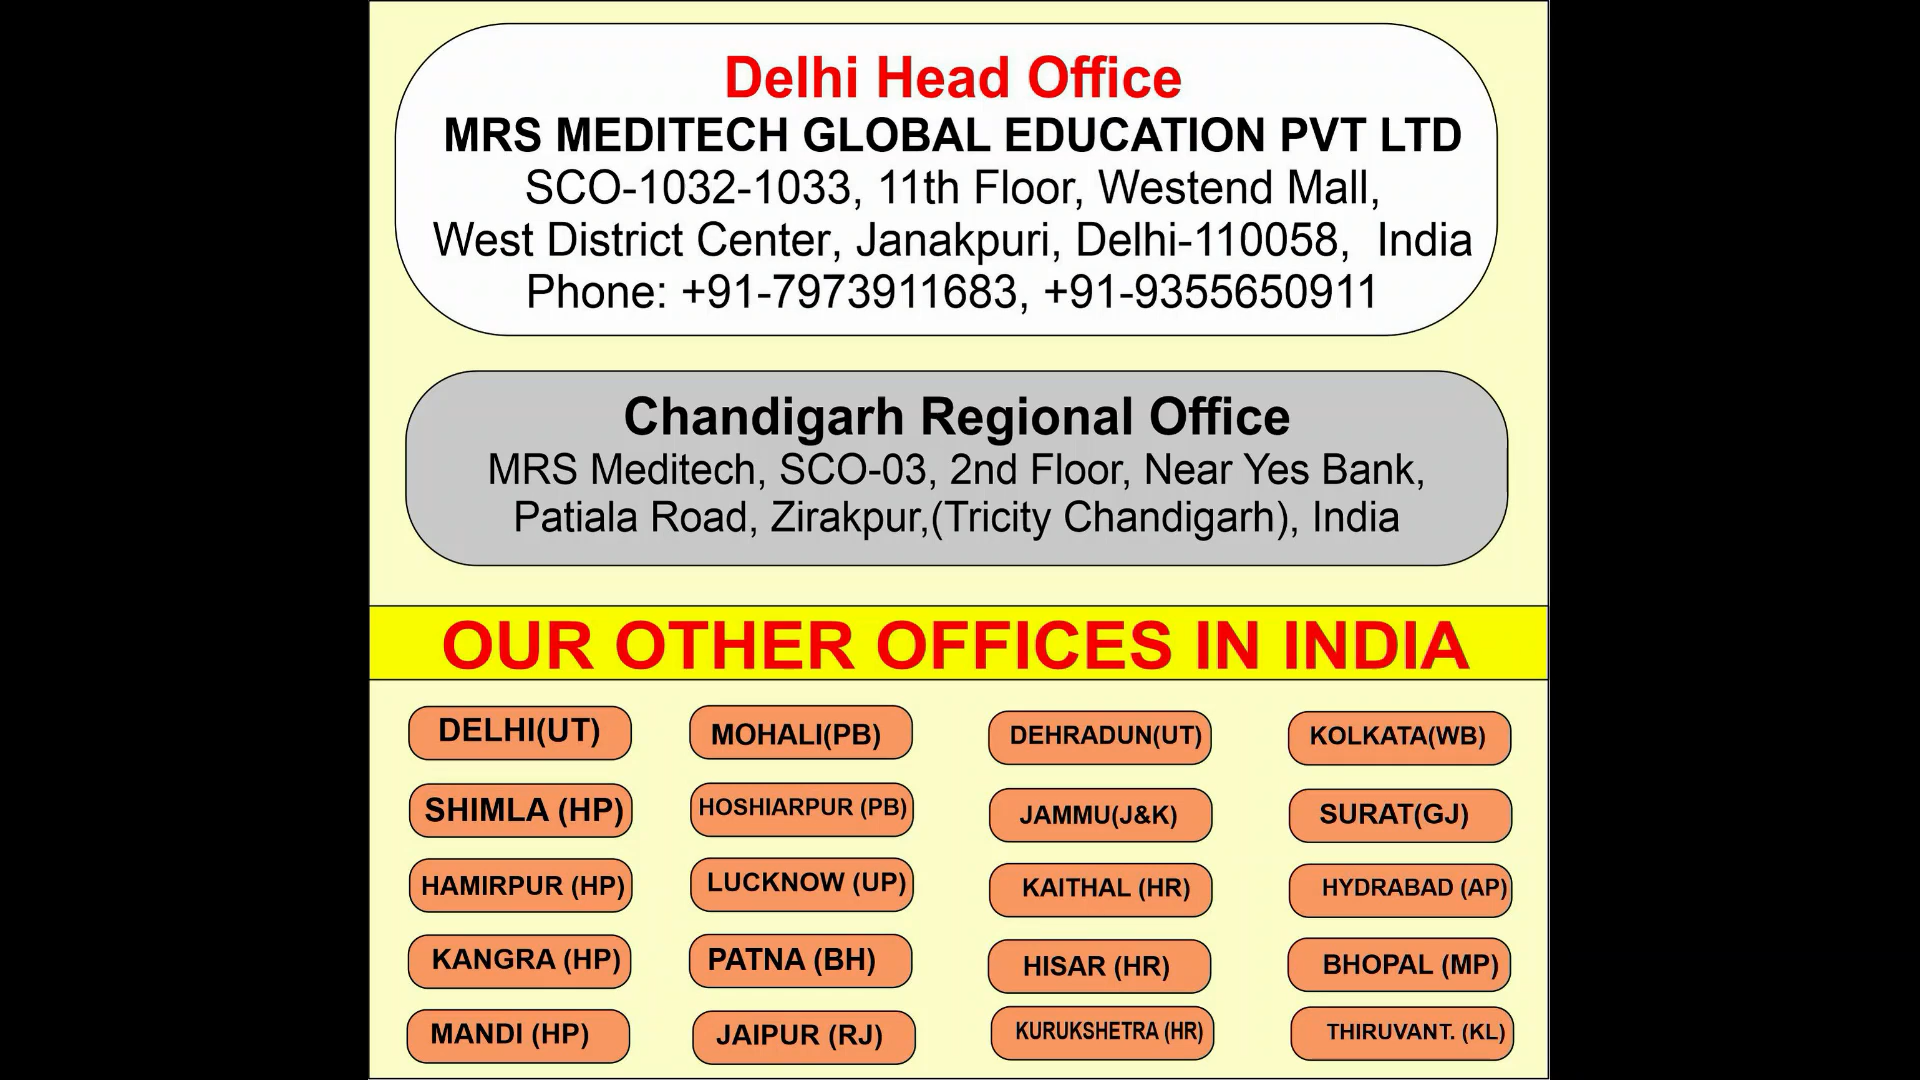 Delhi Head Office
MRS MEDITECH GLOBAL EDUCATION PVT LTD
SCO-1032-1033, 11th Floor, Westend Mall,
West District Center, Janakpuri, Delhi-110058,  India
Phone: +91-7973911683, +91-9355650911
Chandigarh Regional Office
MRS Meditech, SCO-03, 2nd Floor, Near Yes Bank,
Patiala Road, Zirakpur,(Tricity Chandigarh), India
OUR OTHER OFFICES IN INDIA
DELHI(UT)
MOHALI(PB)
DEHRADUN(UT)
KOLKATA(WB)
SHIMLA (HP)
HOSHIARPUR (PB)
JAMMU(J&K)
SURAT(GJ)
HAMIRPUR (HP)
LUCKNOW (UP)
KAITHAL (HR)
HYDRABAD (AP)
KANGRA (HP)
PATNA (BH)
HISAR (HR)
BHOPAL (MP)
MANDI (HP)
JAIPUR (RJ)
KURUKSHETRA (HR)
THIRUVANT. (KL)